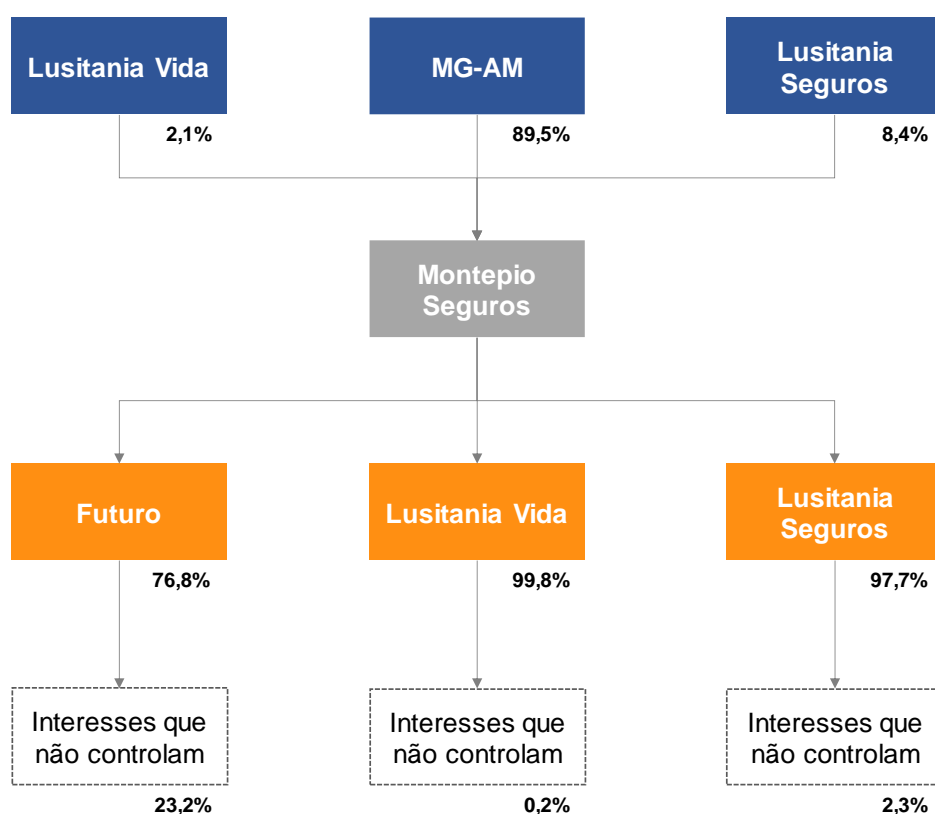 Lusitania Vida
MG-AM
Lusitania
Seguros
2,1%
89,5%
8,4%
Montepio
Seguros
Futuro
Lusitania Vida
Lusitania
Seguros
76,8%
99,8%
97,7%
Interesses que
não controlam
Interesses que
não controlam
Interesses que
não controlam
23,2%
0,2%
2,3%